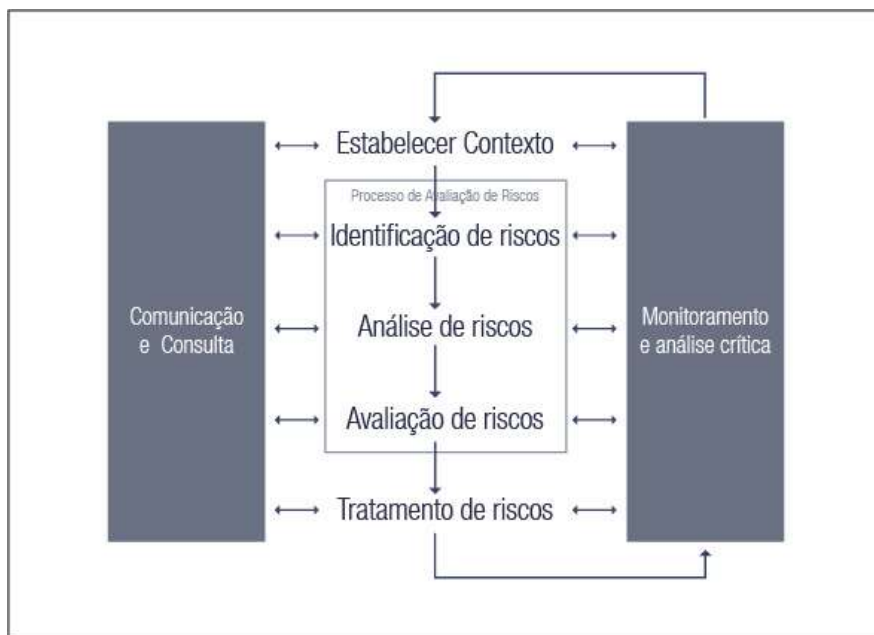 Estabelecer Contexto
Processo de Avaliação de Riscos
Identificação de riscos
Comunicação
e Consulta
Análise de riscos
Monitoramento
e análise crítica
Avaliação de riscos
Tratamento de riscos